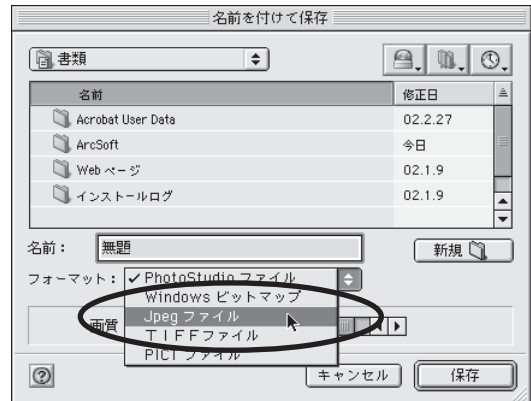 名前を付けて保存
書類
名前 修正日
Acrobat User Data 02.2.27
ArcSoft 今日
Web ページ 02.1.9
インストールログ 02.1.9
名前： 無題 新規
フォーマット： ✓ PhotoStudio ファイル
Windows ビットマップ
画質 Jpeg ファイル
ＴＩＦＦファイル
PICT ファイル
? キャンセル 保存